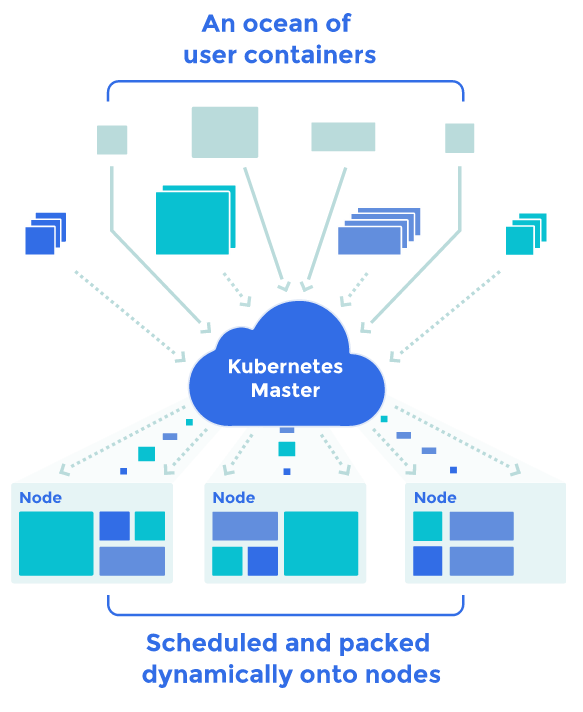 An ocean of
user containers
Kubernetes
Master
Node
Node
Node
Scheduled and packed
dynamically onto nodes